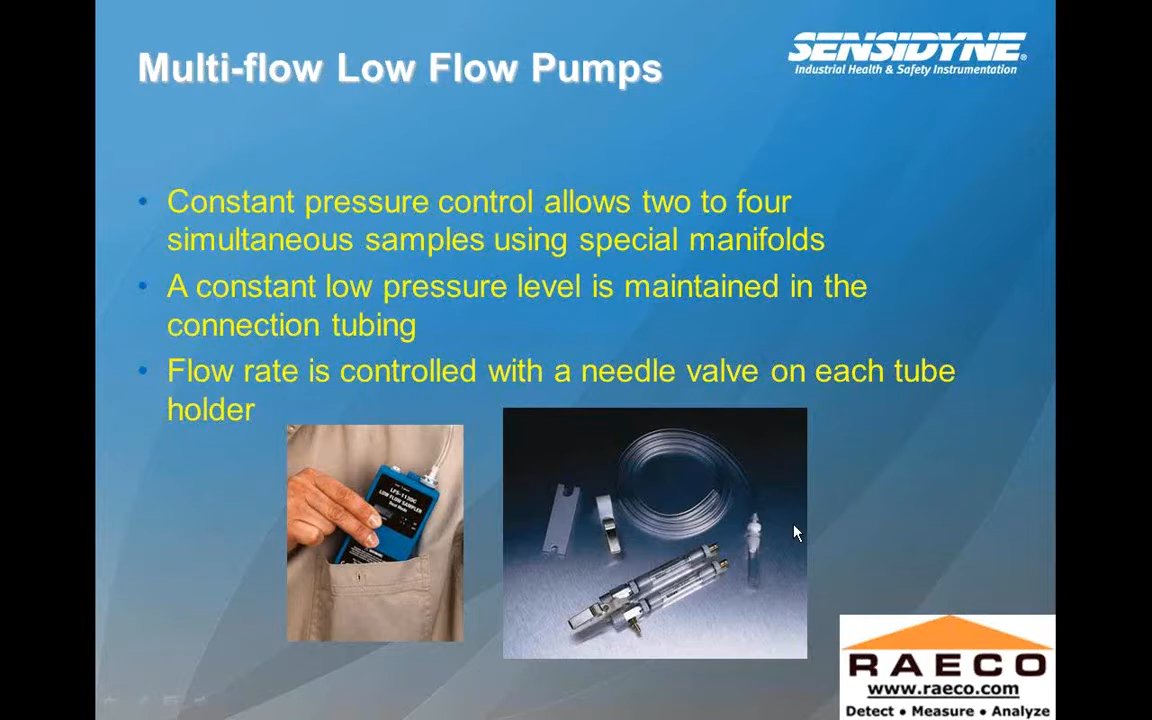 Multi-flow Low Flow Pumps
SENSIDYNE®
Industrial Health & Safety Instrumentation
• Constant pressure control allows two to four
simultaneous samples using special manifolds
• A constant low pressure level is maintained in the
connection tubing
• Flow rate is controlled with a needle valve on each tube
holder
LFS-113DC
LOW FLOW SAMPLER
RAECO
www.raeco.com
Detect • Measure • Analyze